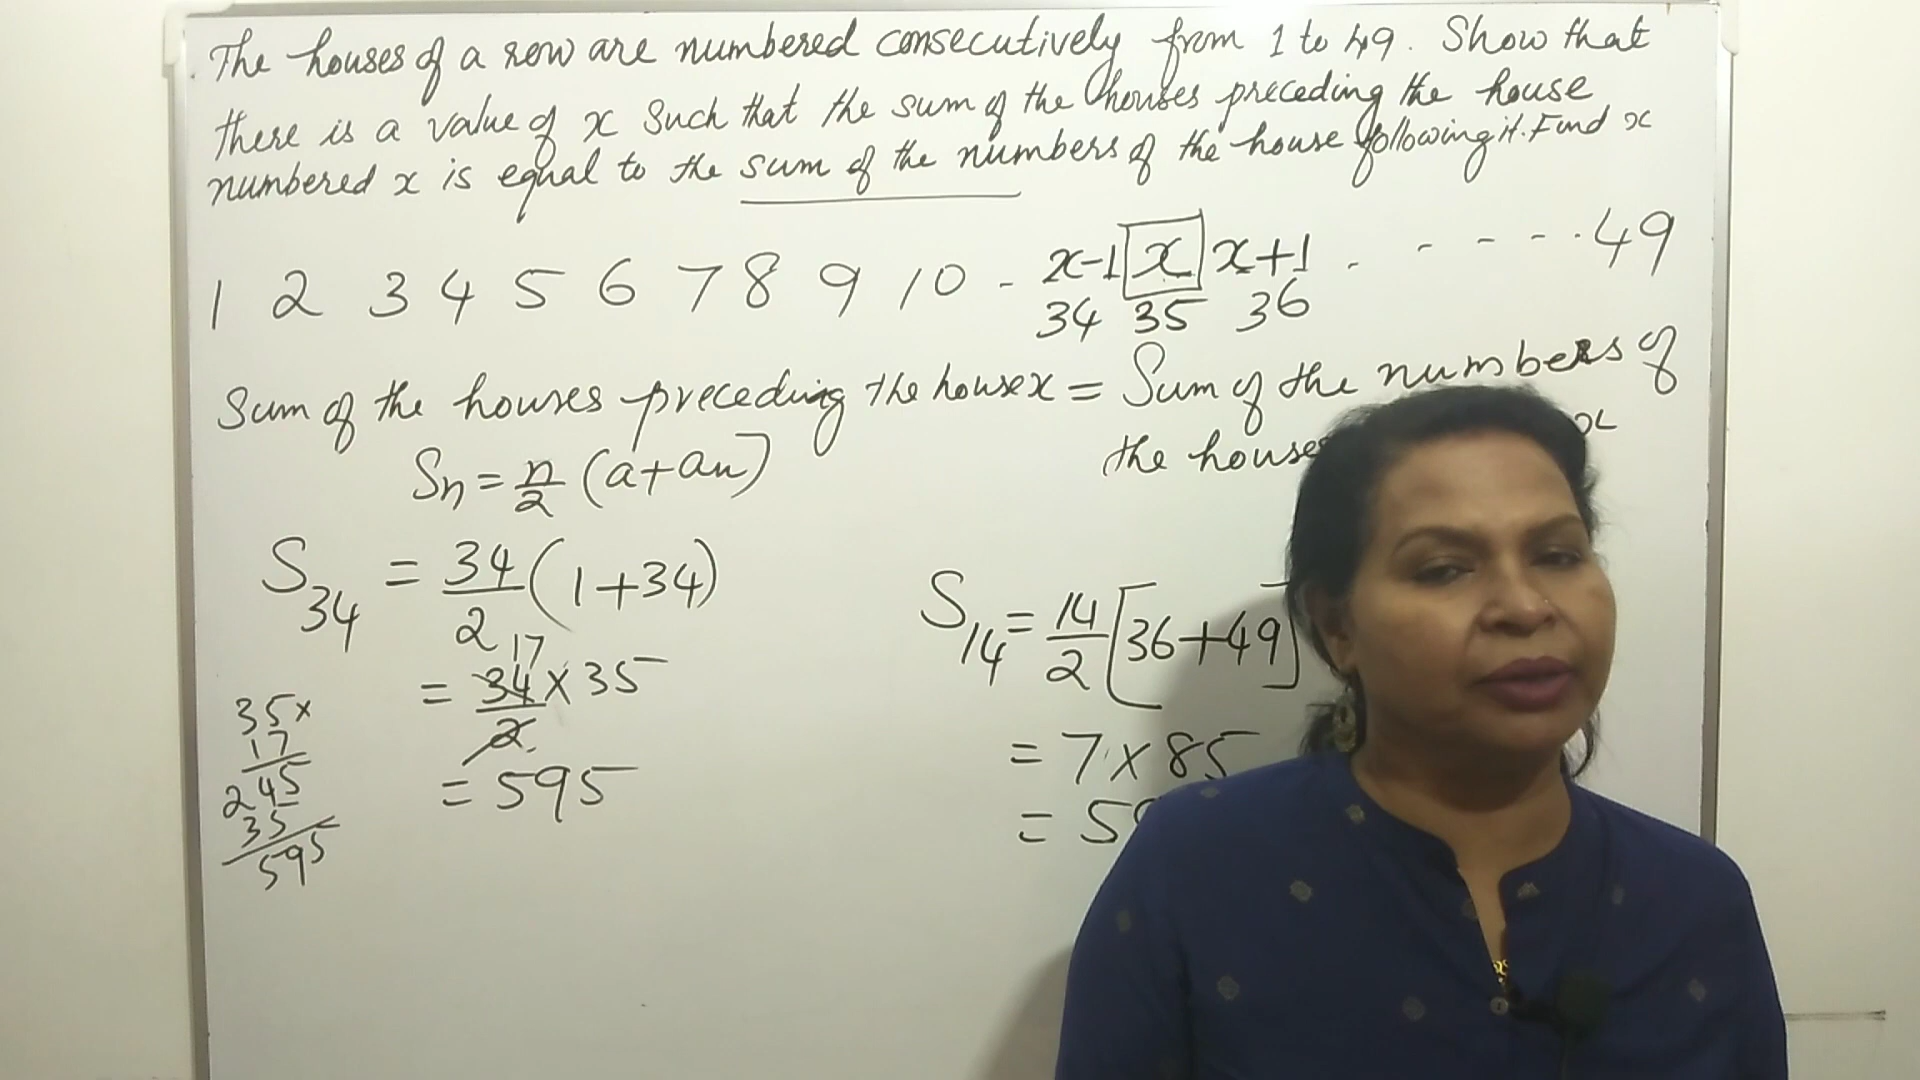 The houses of a row are numbered consecutively from 1 to 49. Show that
there is a value of x such that the sum of the houses preceding the house
numbered x is equal to the sum of the numbers of the house following it. Find x
1 2 3 4 5 6 7 8 9 10 - x-1 x x+1 . - - - . . 49
34 35 36
Sum of the houses preceding the house x = Sum of the numbers of
the houses x
Sn = n/2 (a+an)
S34 = 34/2 (1+34)
= 34/2 x 35
17
= 595
35x
17
245
35
595
S14 = 14/2 [36+49]
= 7 x 85
= 5